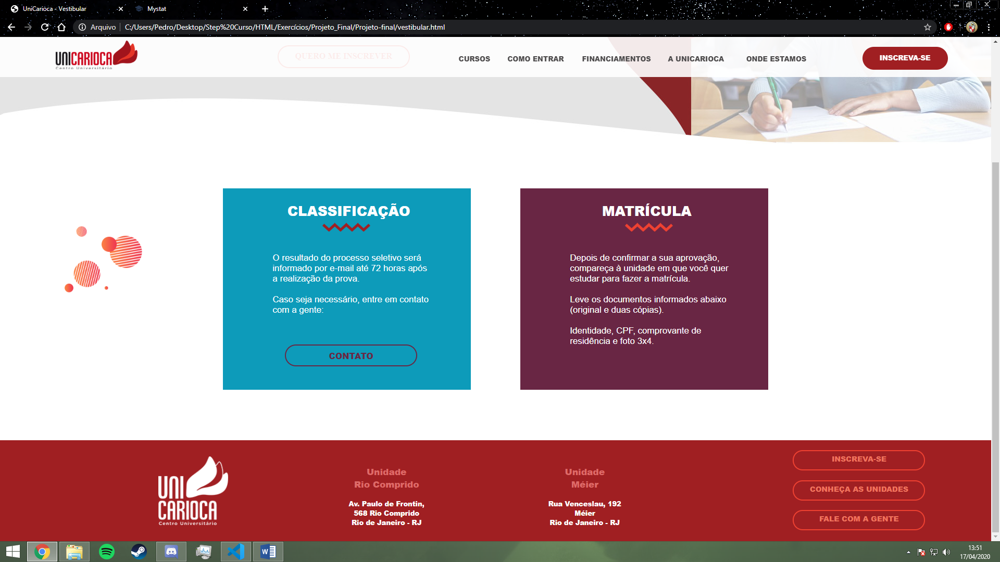 UniCarioca - Vestibular
Mystat
Arquivo
C:/Users/Pedro/Desktop/Step%20Curso/HTML/Exercícios/Projeto_Final/Projeto-final/vestibular.html
UNICARIOCA
Centro Universitário
QUERO ME INSCREVER
CURSOS
COMO ENTRAR
FINANCIAMENTOS
A UNICARIOCA
ONDE ESTAMOS
INSCREVA-SE
CLASSIFICAÇÃO
O resultado do processo seletivo será
informado por e-mail até 72 horas após
a realização da prova.
Caso seja necessário, entre em contato
com a gente:
CONTATO
MATRÍCULA
Depois de confirmar a sua aprovação,
compareça à unidade em que você quer
estudar para fazer a matrícula.
Leve os documentos informados abaixo
(original e duas cópias).
Identidade, CPF, comprovante de
residência e foto 3x4.
UNI
CARIOCA
Centro Universitário
Unidade
Rio Comprido
Av. Paulo de Frontin,
568 Rio Comprido
Rio de Janeiro - RJ
Unidade
Méier
Rua Venceslau, 192
Méier
Rio de Janeiro - RJ
INSCREVA-SE
CONHEÇA AS UNIDADES
FALE COM A GENTE
13:51
17/04/2020